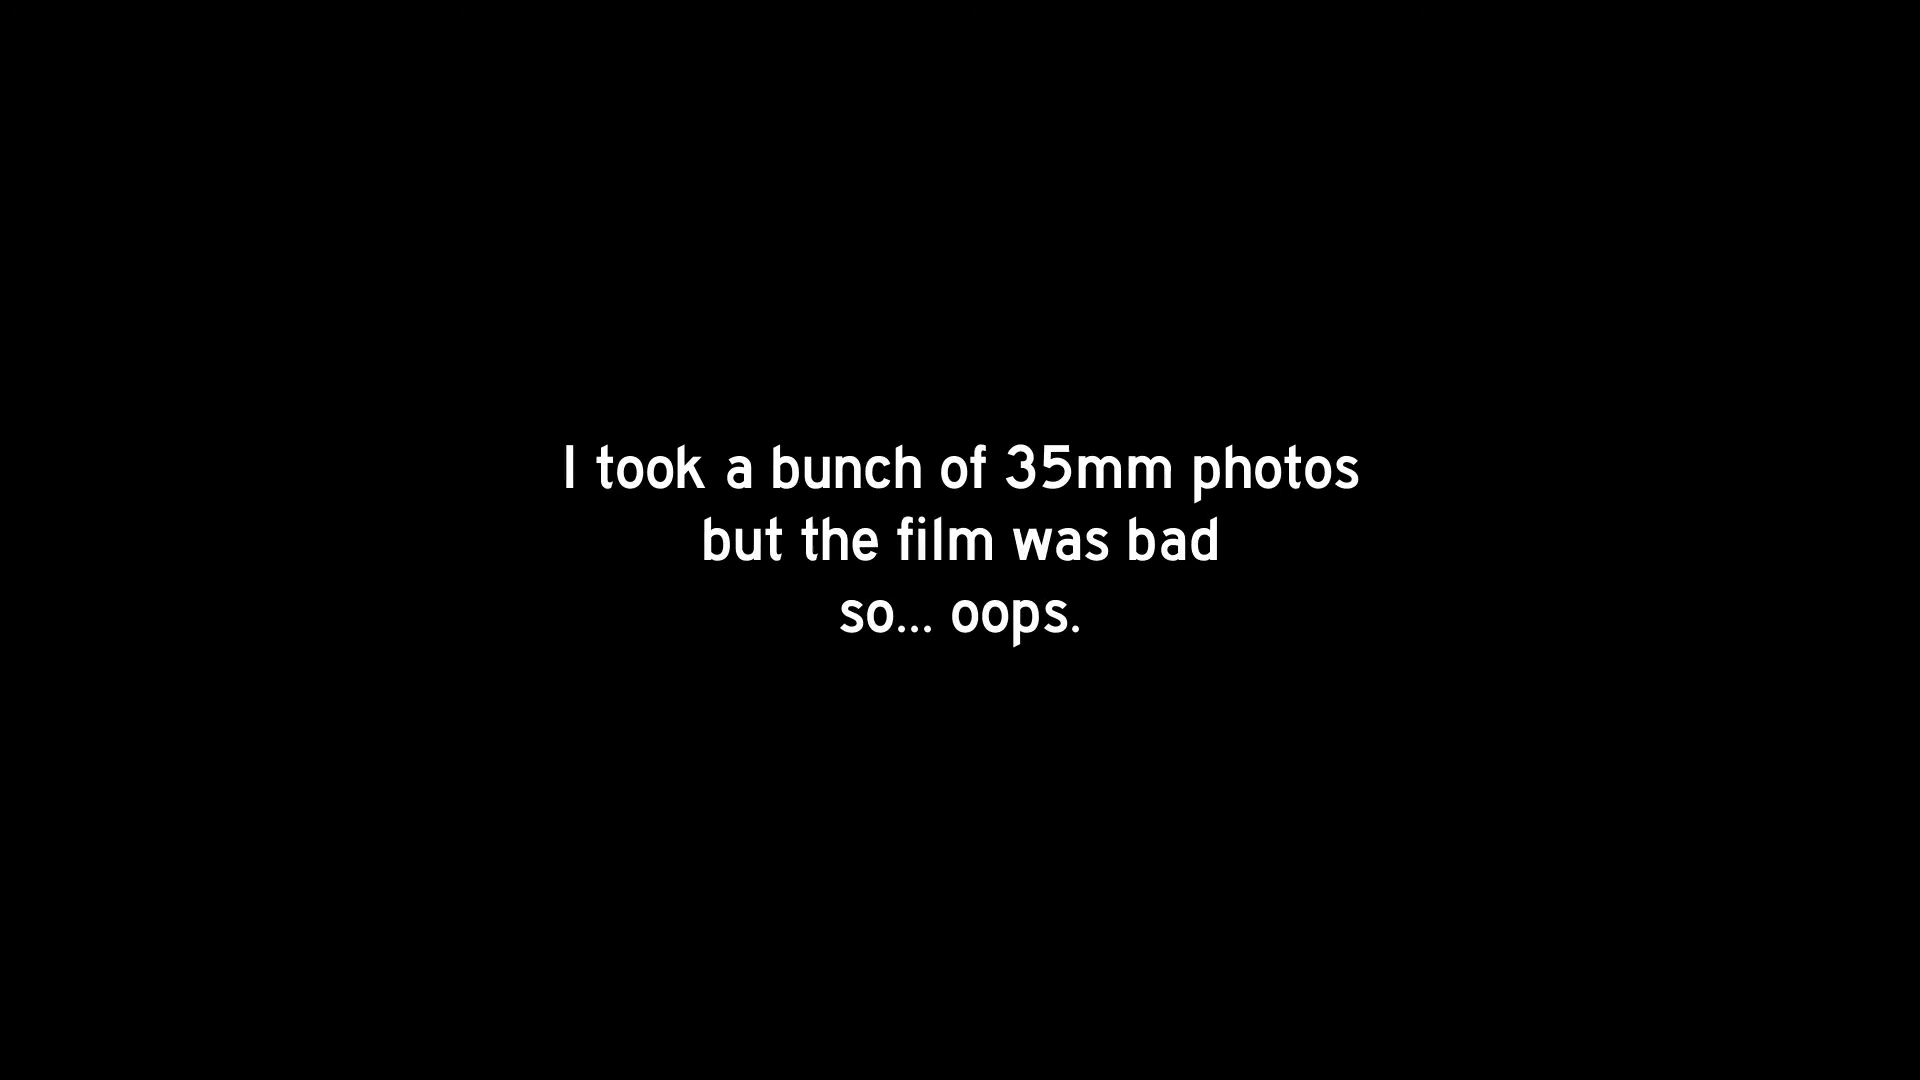 I took a bunch of 35mm photos
but the film was bad
so... oops.